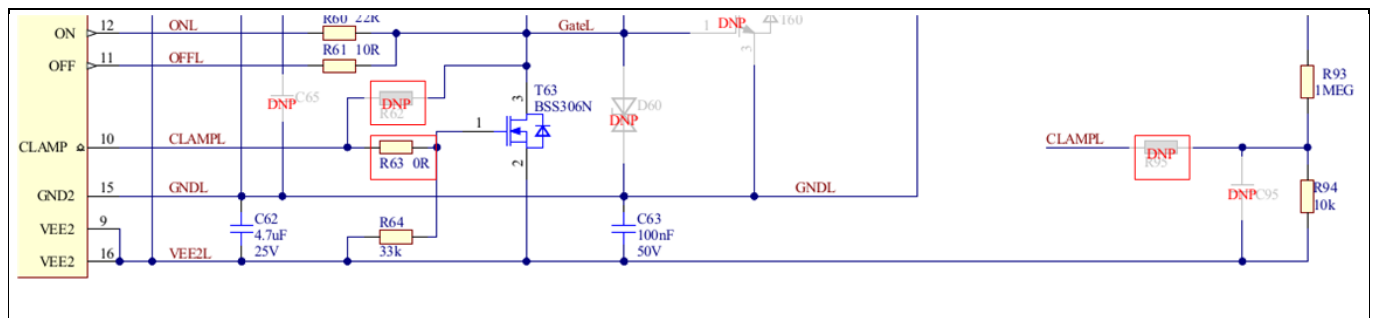 ON
12
ONL
R60 22R
GateL
1
DNP
T60
3
OFF
11
OFFL
R61 10R
R93
1MEG
DNP
C65
DNP
R62
3
T63
BSS306N
D60
DNP
1
CLAMP
10
CLAMPL
R63 0R
2
CLAMPL
DNP
R95
GND2
15
GNDL
GNDL
DNP
C95
R94
10k
VEE2
9
C62
4.7uF
25V
R64
33k
C63
100nF
50V
VEE2
16
VEE2L